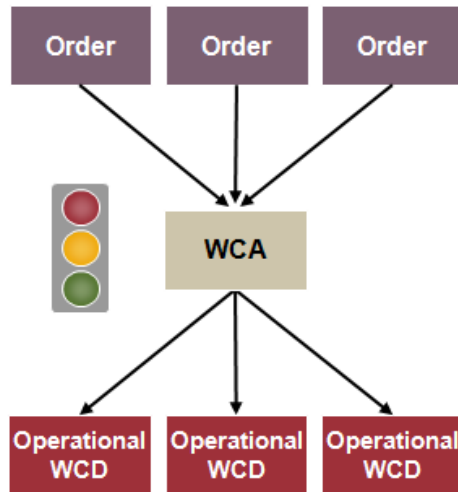 Order
Order
Order
WCA
Operational
WCD
Operational
WCD
Operational
WCD